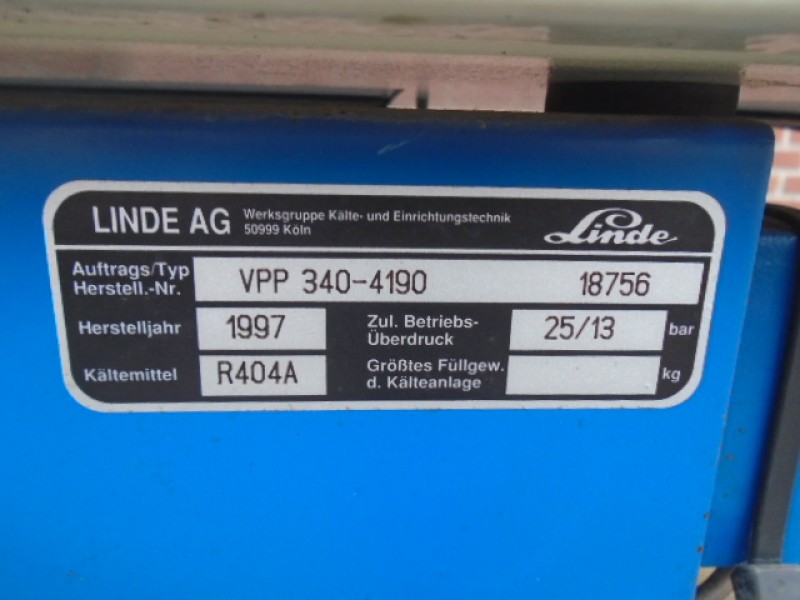 LINDE AG Werksgruppe Kälte- und Einrichtungstechnik
50999 Köln
Linde
Auftrags/Typ
Herstell.-Nr. VPP 340-4190 18756
Herstelljahr 1997 Zul. Betriebs-
Überdruck 25/13 bar
Kältemittel R404A Größtes Füllgew.
d. Kälteanlage kg